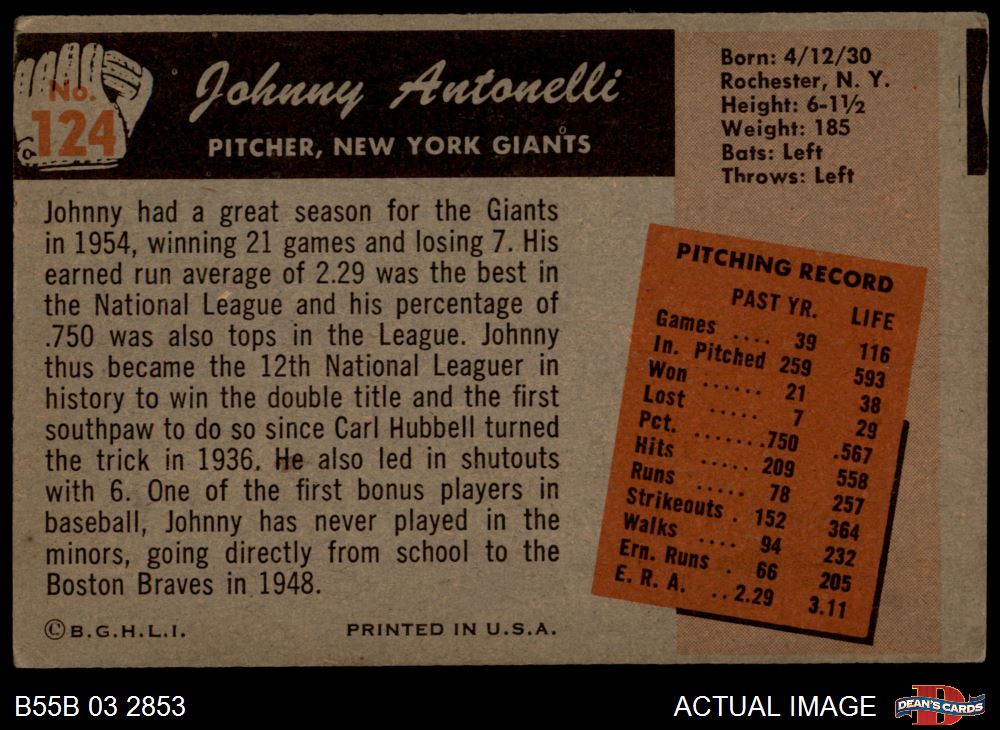 No.
124
Johnny Antonelli
PITCHER, NEW YORK GIANTS
Born: 4/12/30
Rochester, N. Y.
Height: 6-1½
Weight: 185
Bats: Left
Throws: Left
Johnny had a great season for the Giants
in 1954, winning 21 games and losing 7. His
earned run average of 2.29 was the best in
the National League and his percentage of
.750 was also tops in the League. Johnny
thus became the 12th National Leaguer in
history to win the double title and the first
southpaw to do so since Carl Hubbell turned
the trick in 1936. He also led in shutouts
with 6. One of the first bonus players in
baseball, Johnny has never played in the
minors, going directly from school to the
Boston Braves in 1948.
©B.G.H.L.I. PRINTED IN U.S.A.
PITCHING RECORD
PAST YR. LIFE
Games .... 39 116
In. Pitched 259 593
Won ...... 21 38
Lost ..... 7 29
Pct. .......750 .567
Hits ..... 209 558
Runs ..... 78 257
Strikeouts . 152 364
Walks .... 94 232
Ern. Runs . 66 205
E. R. A. ..2.29 3.11
B55B 03 2853
ACTUAL IMAGE
D
DEAN'S CARDS